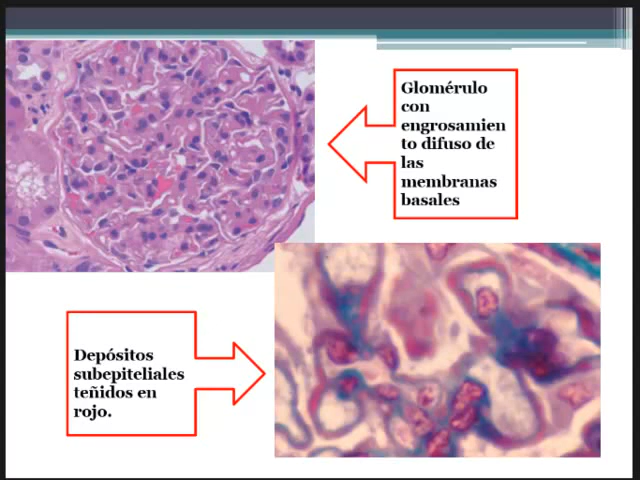 Glomérulo
con
engrosamien
to difuso de
las
membranas
basales
Depósitos
subepiteliales
teñidos en
rojo.